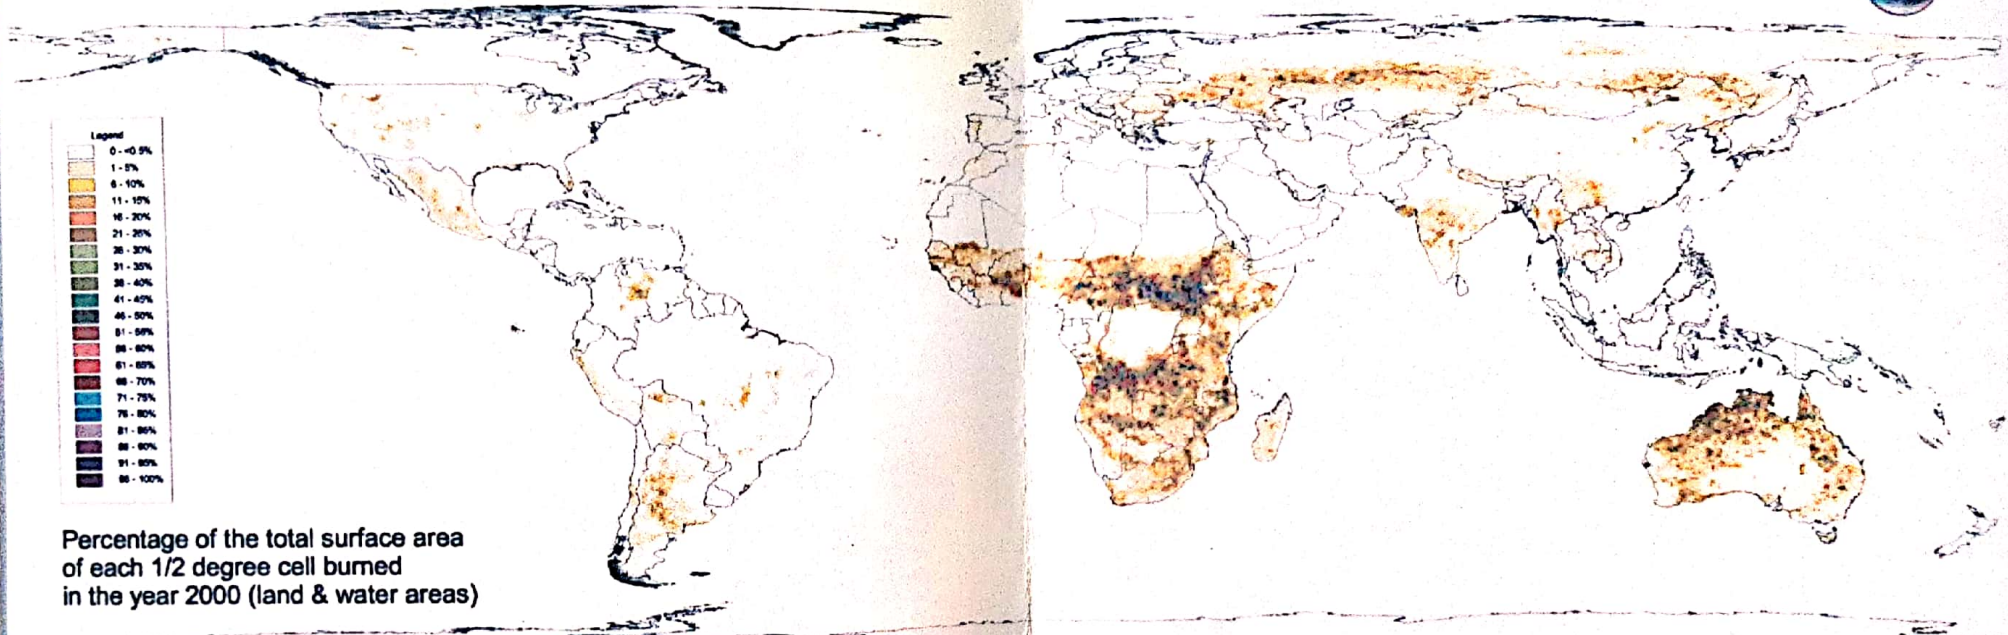 Legend
0 - <0.5%
1 - 5%
6 - 10%
11 - 15%
16 - 20%
21 - 25%
26 - 30%
31 - 35%
36 - 40%
41 - 45%
46 - 50%
51 - 55%
56 - 60%
61 - 65%
66 - 70%
71 - 75%
76 - 80%
81 - 85%
86 - 90%
91 - 95%
96 - 100%
Percentage of the total surface area
of each 1/2 degree cell burned
in the year 2000 (land & water areas)